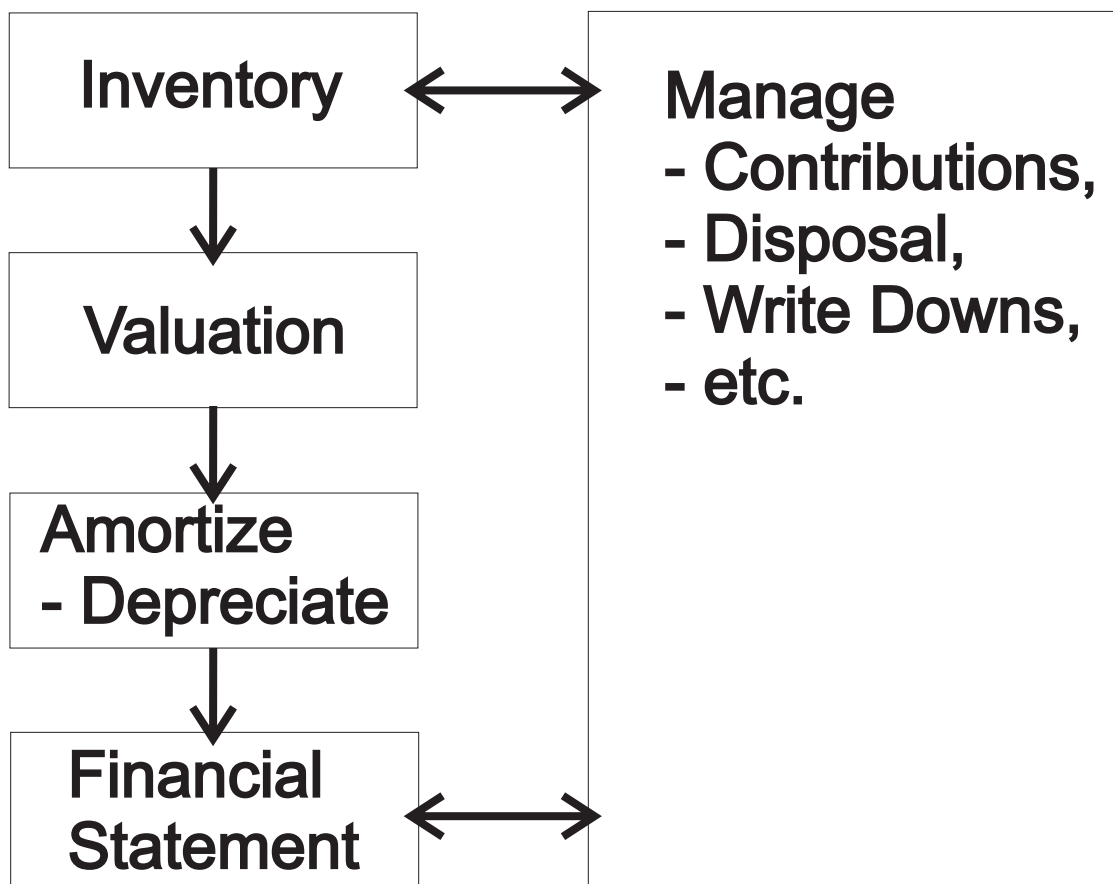 Inventory
Valuation
Amortize
- Depreciate
Financial
Statement
Manage
- Contributions,
- Disposal,
- Write Downs,
- etc.